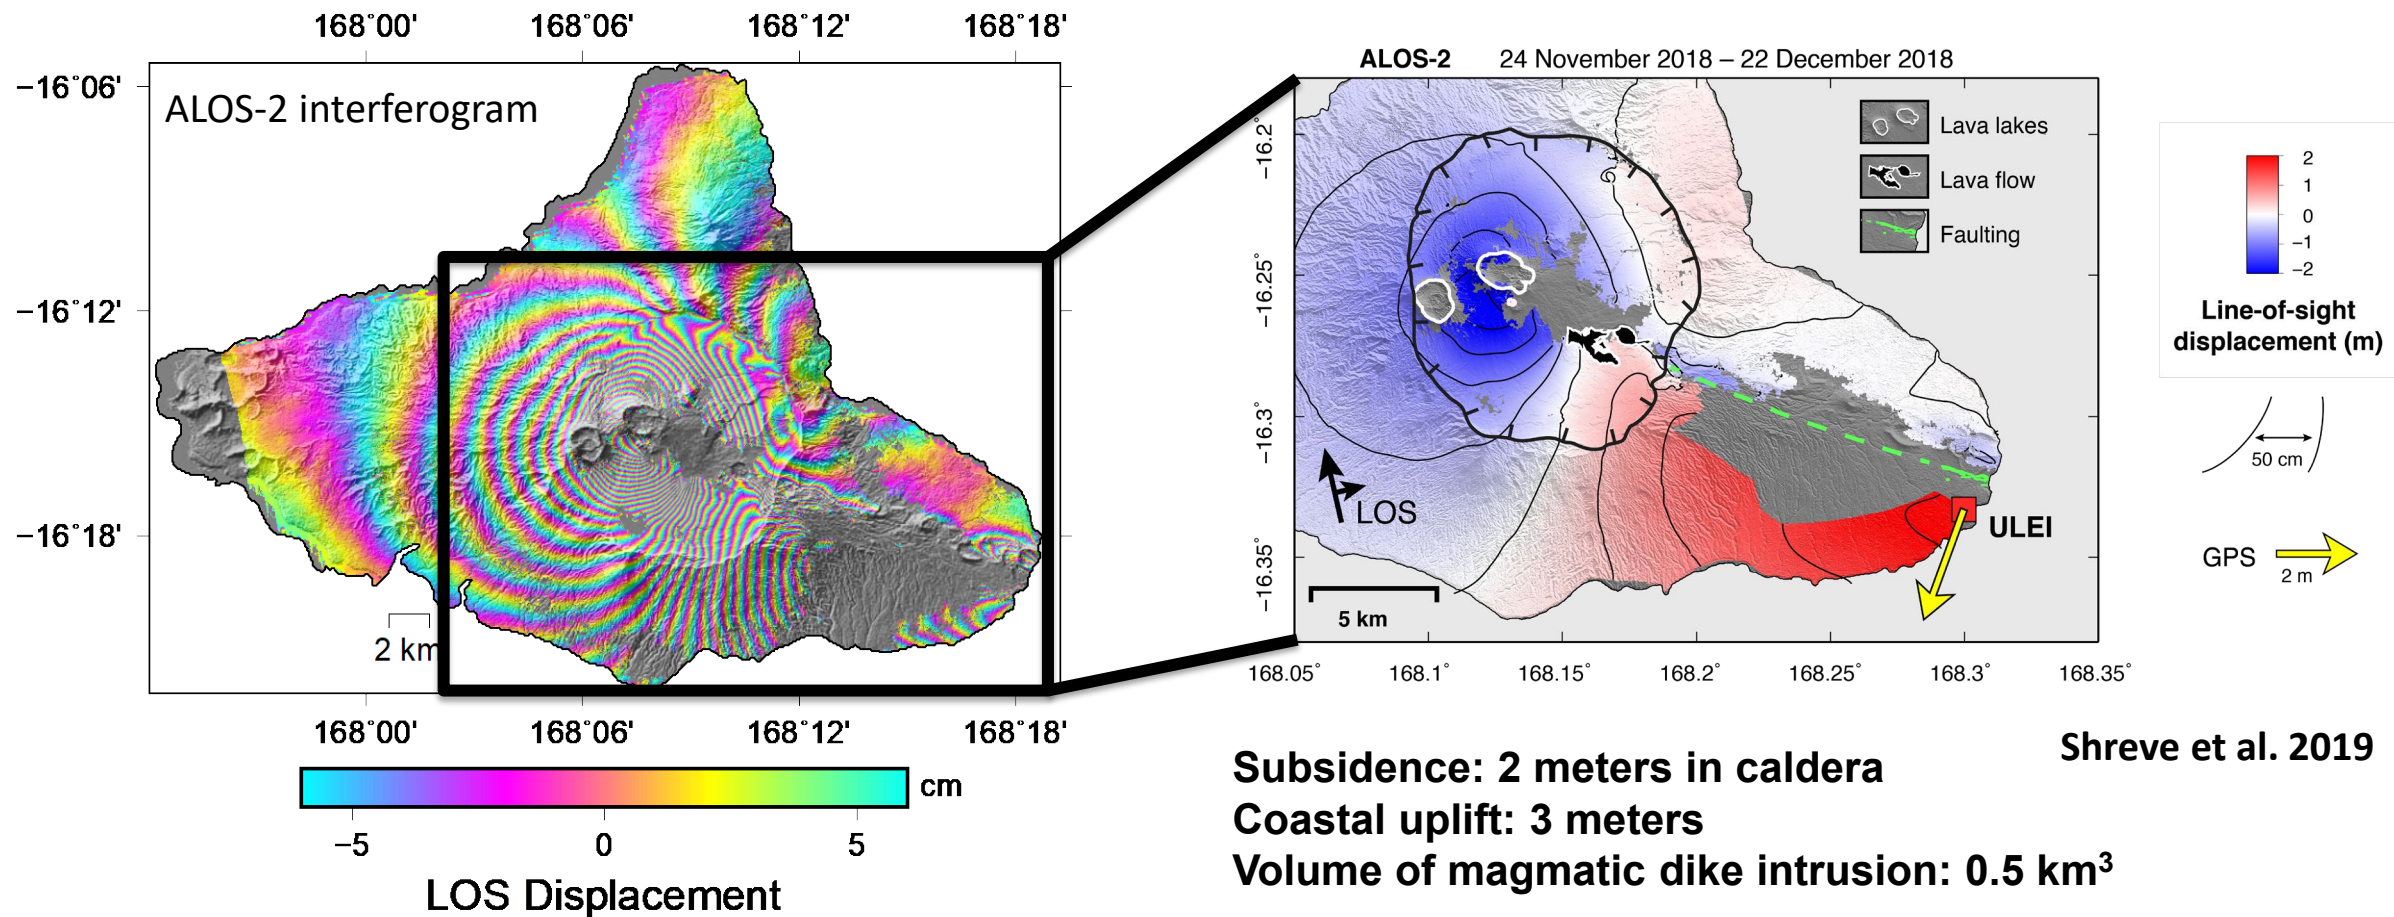 168°00' 168°06' 168°12' 168°18'
−16°06'
−16°12'
−16°18'
ALOS-2 interferogram
2 km
168°00' 168°06' 168°12' 168°18'
cm
−5 0 5
LOS Displacement
ALOS-2 24 November 2018 – 22 December 2018
−16.2°
−16.25°
−16.3°
−16.35°
Lava lakes
Lava flow
Faulting
LOS
ULEI
5 km
168.05° 168.1° 168.15° 168.2° 168.25° 168.3° 168.35°
2
1
0
−1
−2
Line-of-sight
displacement (m)
50 cm
GPS
2 m
Shreve et al. 2019
Subsidence: 2 meters in caldera
Coastal uplift: 3 meters
Volume of magmatic dike intrusion: 0.5 km³